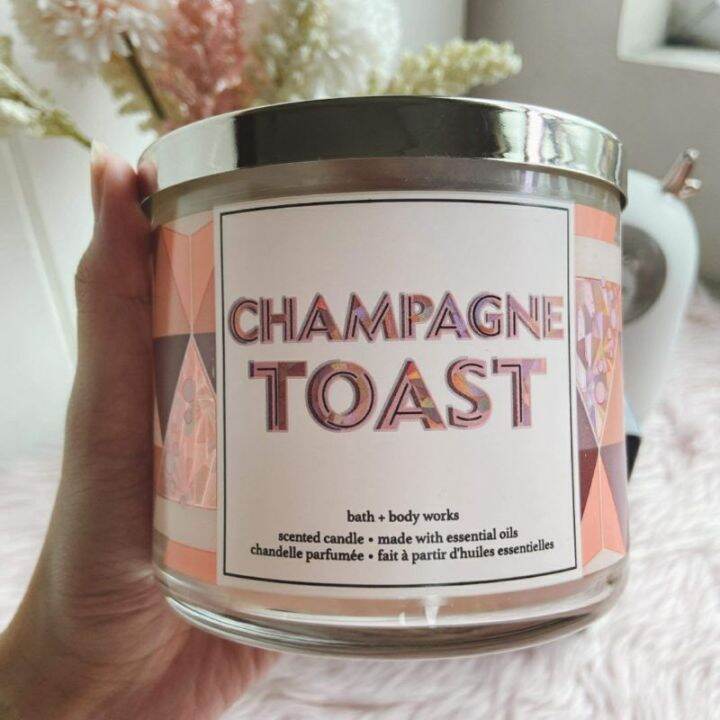 CHAMPAGNE
TOAST
bath + body works
scented candle • made with essential oils
chandelle parfumée • fait à partir d'huiles essentielles